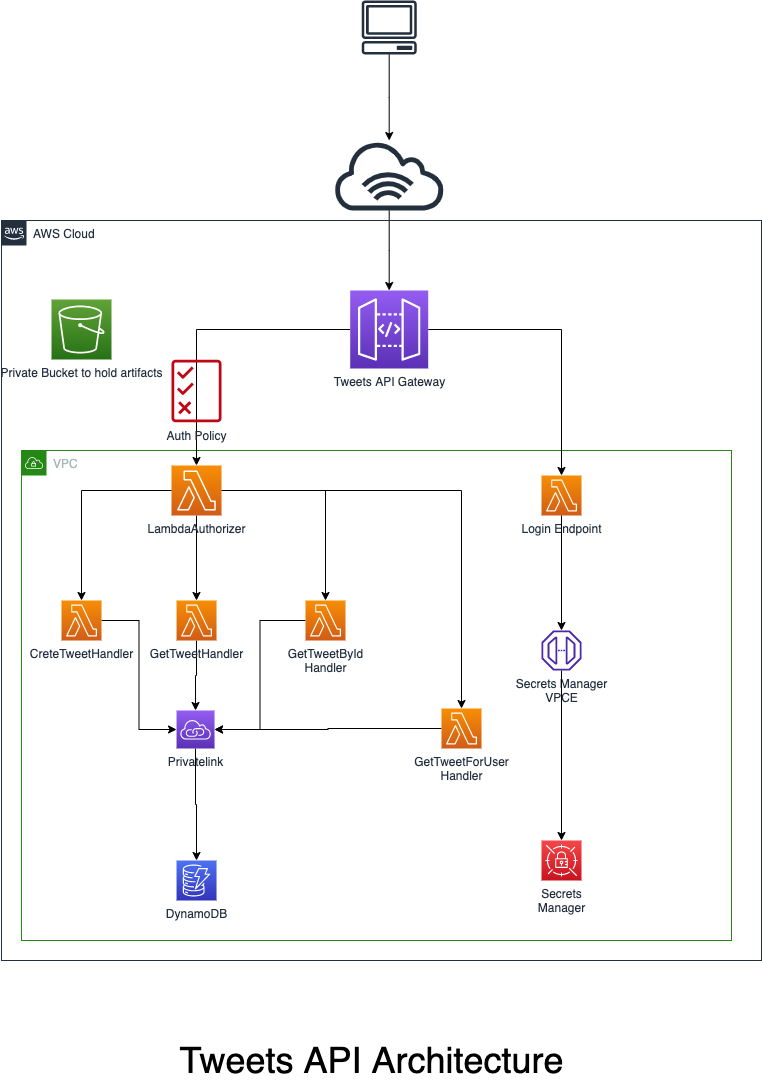 aws
AWS Cloud
Private Bucket to hold artifacts
Tweets API Gateway
Auth Policy
VPC
LambdaAuthorizer
Login Endpoint
CreteTweetHandler
GetTweetHandler
GetTweetById
Handler
Secrets Manager
VPCE
Privatelink
GetTweetForUser
Handler
DynamoDB
Secrets
Manager
Tweets API Architecture